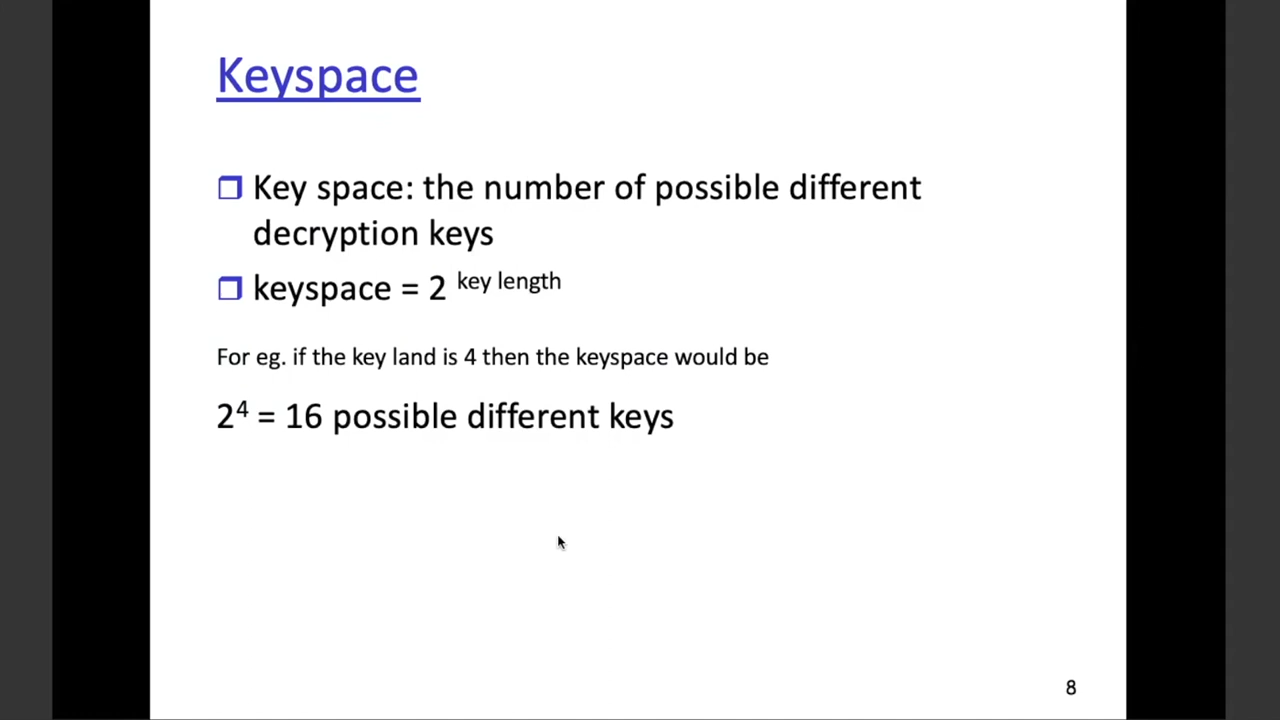 Keyspace
❒ Key space: the number of possible different
decryption keys
❒ keyspace = 2 ^key length
For eg. if the key land is 4 then the keyspace would be
2⁴ = 16 possible different keys
8